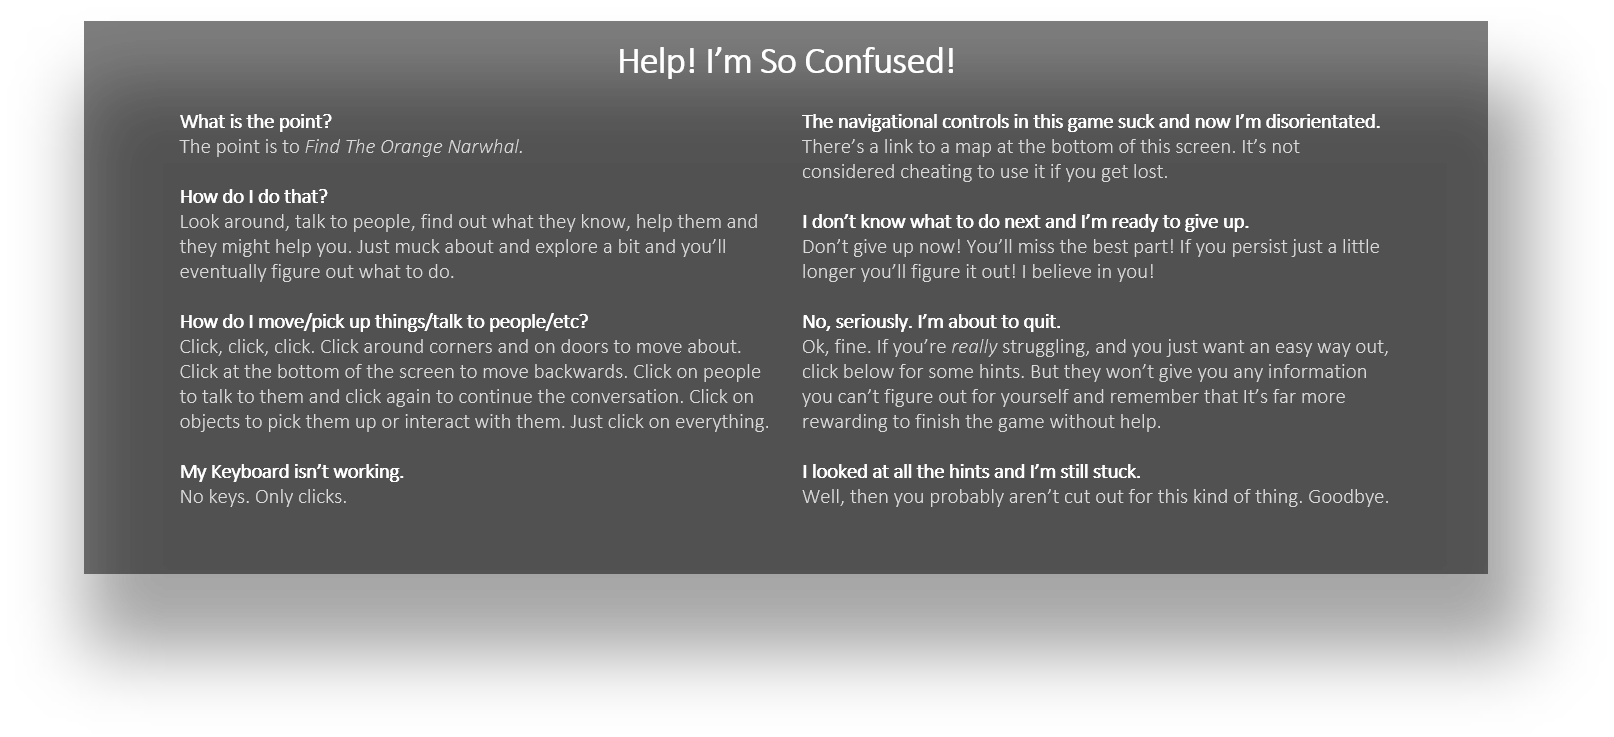 Help! I’m So Confused!
What is the point?
The point is to Find The Orange Narwhal.
How do I do that?
Look around, talk to people, find out what they know, help them and
they might help you. Just muck about and explore a bit and you’ll
eventually figure out what to do.
How do I move/pick up things/talk to people/etc?
Click, click, click. Click around corners and on doors to move about.
Click at the bottom of the screen to move backwards. Click on people
to talk to them and click again to continue the conversation. Click on
objects to pick them up or interact with them. Just click on everything.
My Keyboard isn’t working.
No keys. Only clicks.
The navigational controls in this game suck and now I’m disorientated.
There’s a link to a map at the bottom of this screen. It’s not
considered cheating to use it if you get lost.
I don’t know what to do next and I’m ready to give up.
Don’t give up now! You’ll miss the best part! If you persist just a little
longer you’ll figure it out! I believe in you!
No, seriously. I’m about to quit.
Ok, fine. If you’re really struggling, and you just want an easy way out,
click below for some hints. But they won’t give you any information
you can’t figure out for yourself and remember that It’s far more
rewarding to finish the game without help.
I looked at all the hints and I’m still stuck.
Well, then you probably aren’t cut out for this kind of thing. Goodbye.